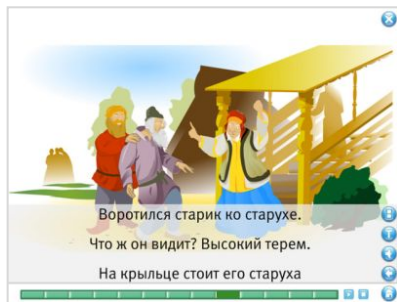 Воротился старик ко старухе.
Что ж он видит? Высокий терем.
На крыльце стоит его старуха